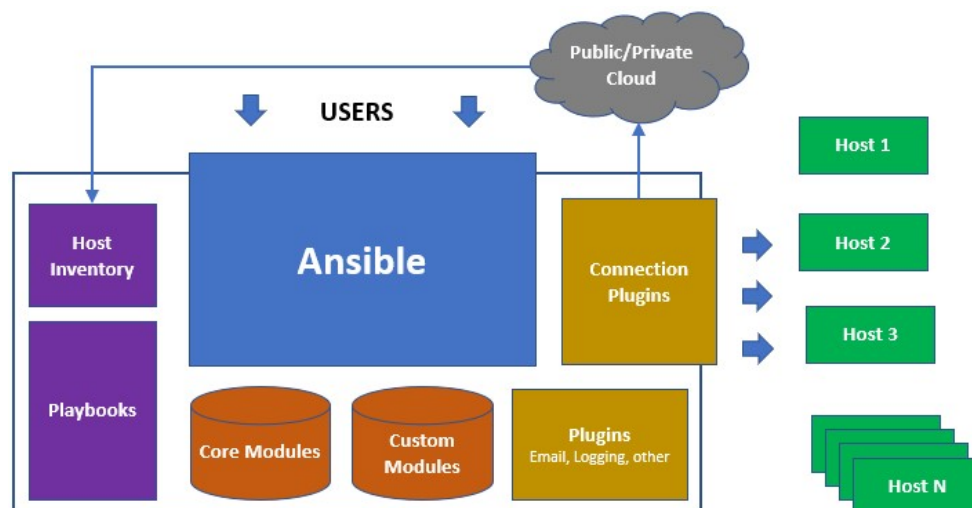 Public/Private
Cloud
USERS
Host 1
Host
Inventory
Ansible
Connection
Plugins
Host 2
Host 3
Playbooks
Core Modules
Custom
Modules
Plugins
Email, Logging, other
Host N